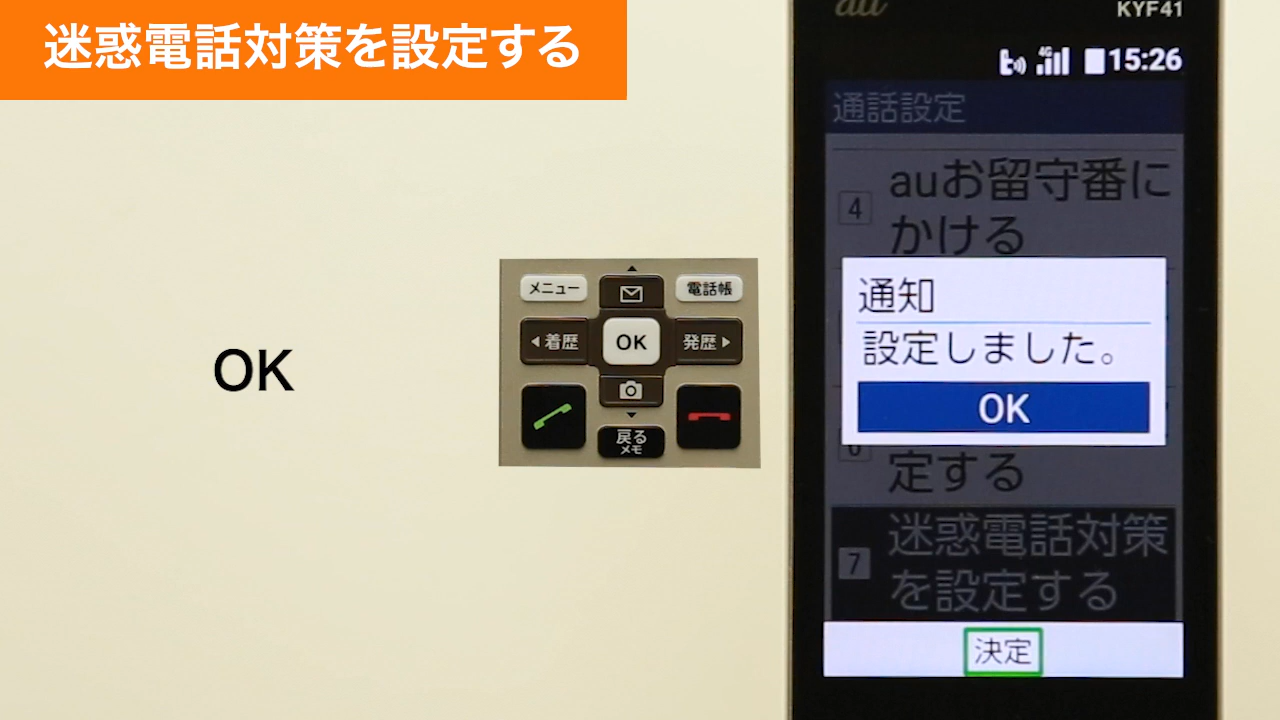 迷惑電話対策を設定する
OK
メニュー
電話帳
着歴
OK
発歴
戻る
メモ
au
KYF41
4G
15:26
通話設定
4
auお留守番に
かける
通知
設定しました。
OK
6
定する
7
迷惑電話対策
を設定する
決定